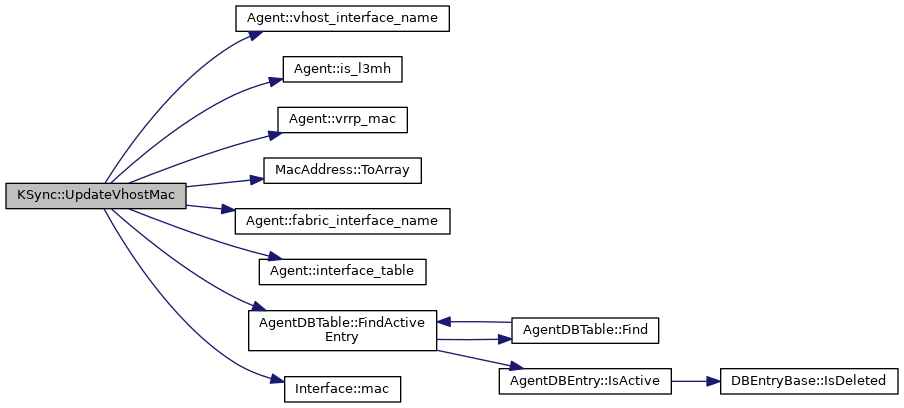 Agent::vhost_interface_name
Agent::is_l3mh
Agent::vrrp_mac
MacAddress::ToArray
KSync::UpdateVhostMac
Agent::fabric_interface_name
Agent::interface_table
AgentDBTable::FindActive
Entry
AgentDBTable::Find
AgentDBEntry::IsActive
DBEntryBase::IsDeleted
Interface::mac